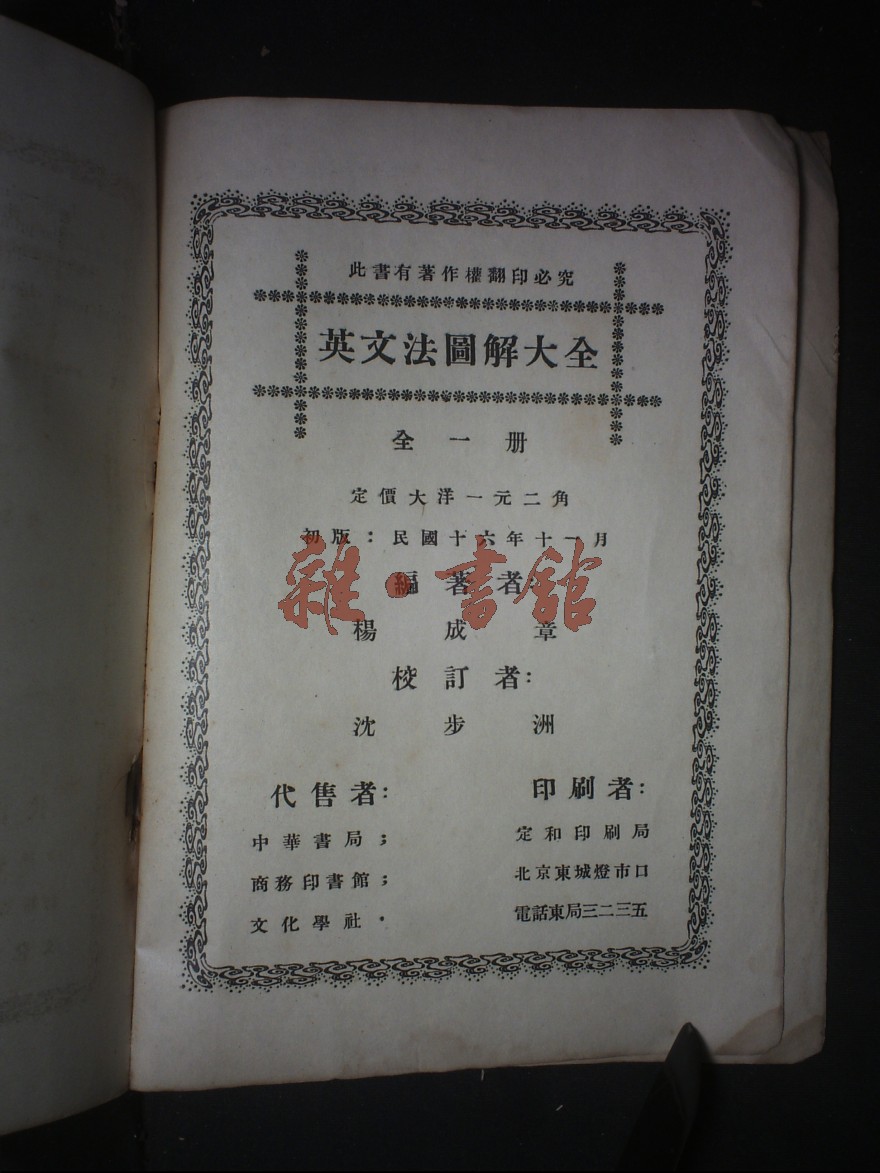 此書有著作權翻印必究
英文法圖解大全
全一册
定價大洋一元二角
初版：民國十六年十一月
編著者：
楊成章
校訂者：
沈步洲
代售者：
中華書局；
商務印書館；
文化學社．
印刷者：
定和印刷局
北京東城燈市口
電話東局三二三五
雜·書館